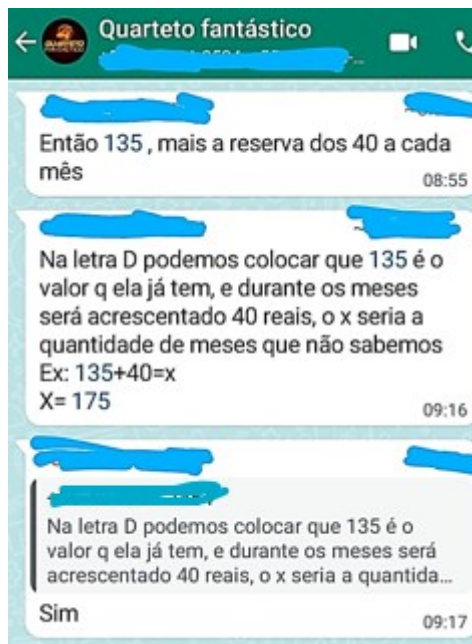 Quarteto fantástico
Então 135 , mais a reserva dos 40 a cada
mês
08:55
Na letra D podemos colocar que 135 é o
valor q ela já tem, e durante os meses
será acrescentado 40 reais, o x seria a
quantidade de meses que não sabemos
Ex: 135+40=x
X= 175
09:16
Na letra D podemos colocar que 135 é o
valor q ela já tem, e durante os meses será
acrescentado 40 reais, o x seria a quantida...
Sim
09:17